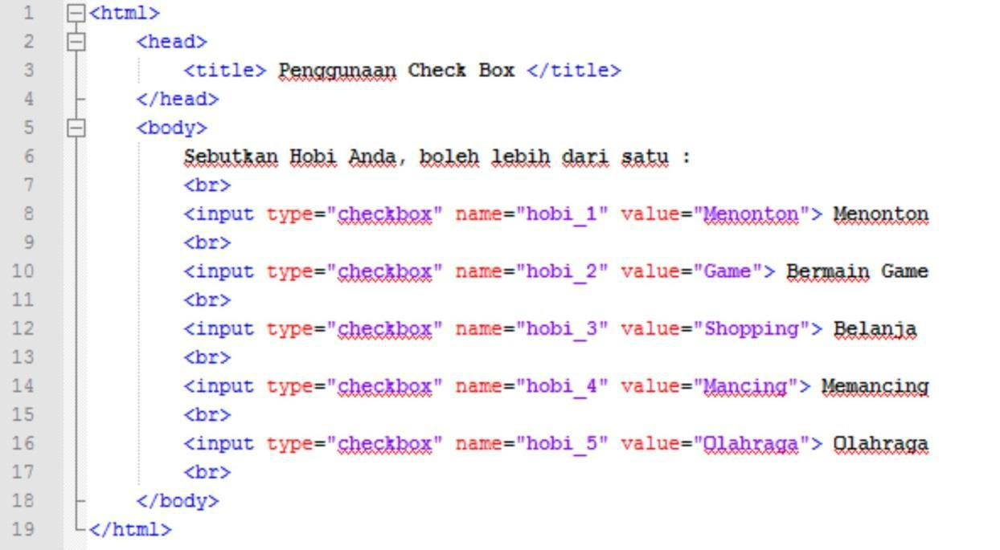 1 <html>
2 <head>
3 <title> Penggunaan Check Box </title>
4 </head>
5 <body>
6 Sebutkan Hobi Anda, boleh lebih dari satu :
7 <br>
8 <input type="checkbox" name="hobi_1" value="Menonton"> Menonton
9 <br>
10 <input type="checkbox" name="hobi_2" value="Game"> Bermain Game
11 <br>
12 <input type="checkbox" name="hobi_3" value="Shopping"> Belanja
13 <br>
14 <input type="checkbox" name="hobi_4" value="Mancing"> Memancing
15 <br>
16 <input type="checkbox" name="hobi_5" value="Olahraga"> Olahraga
17 <br>
18 </body>
19 </html>